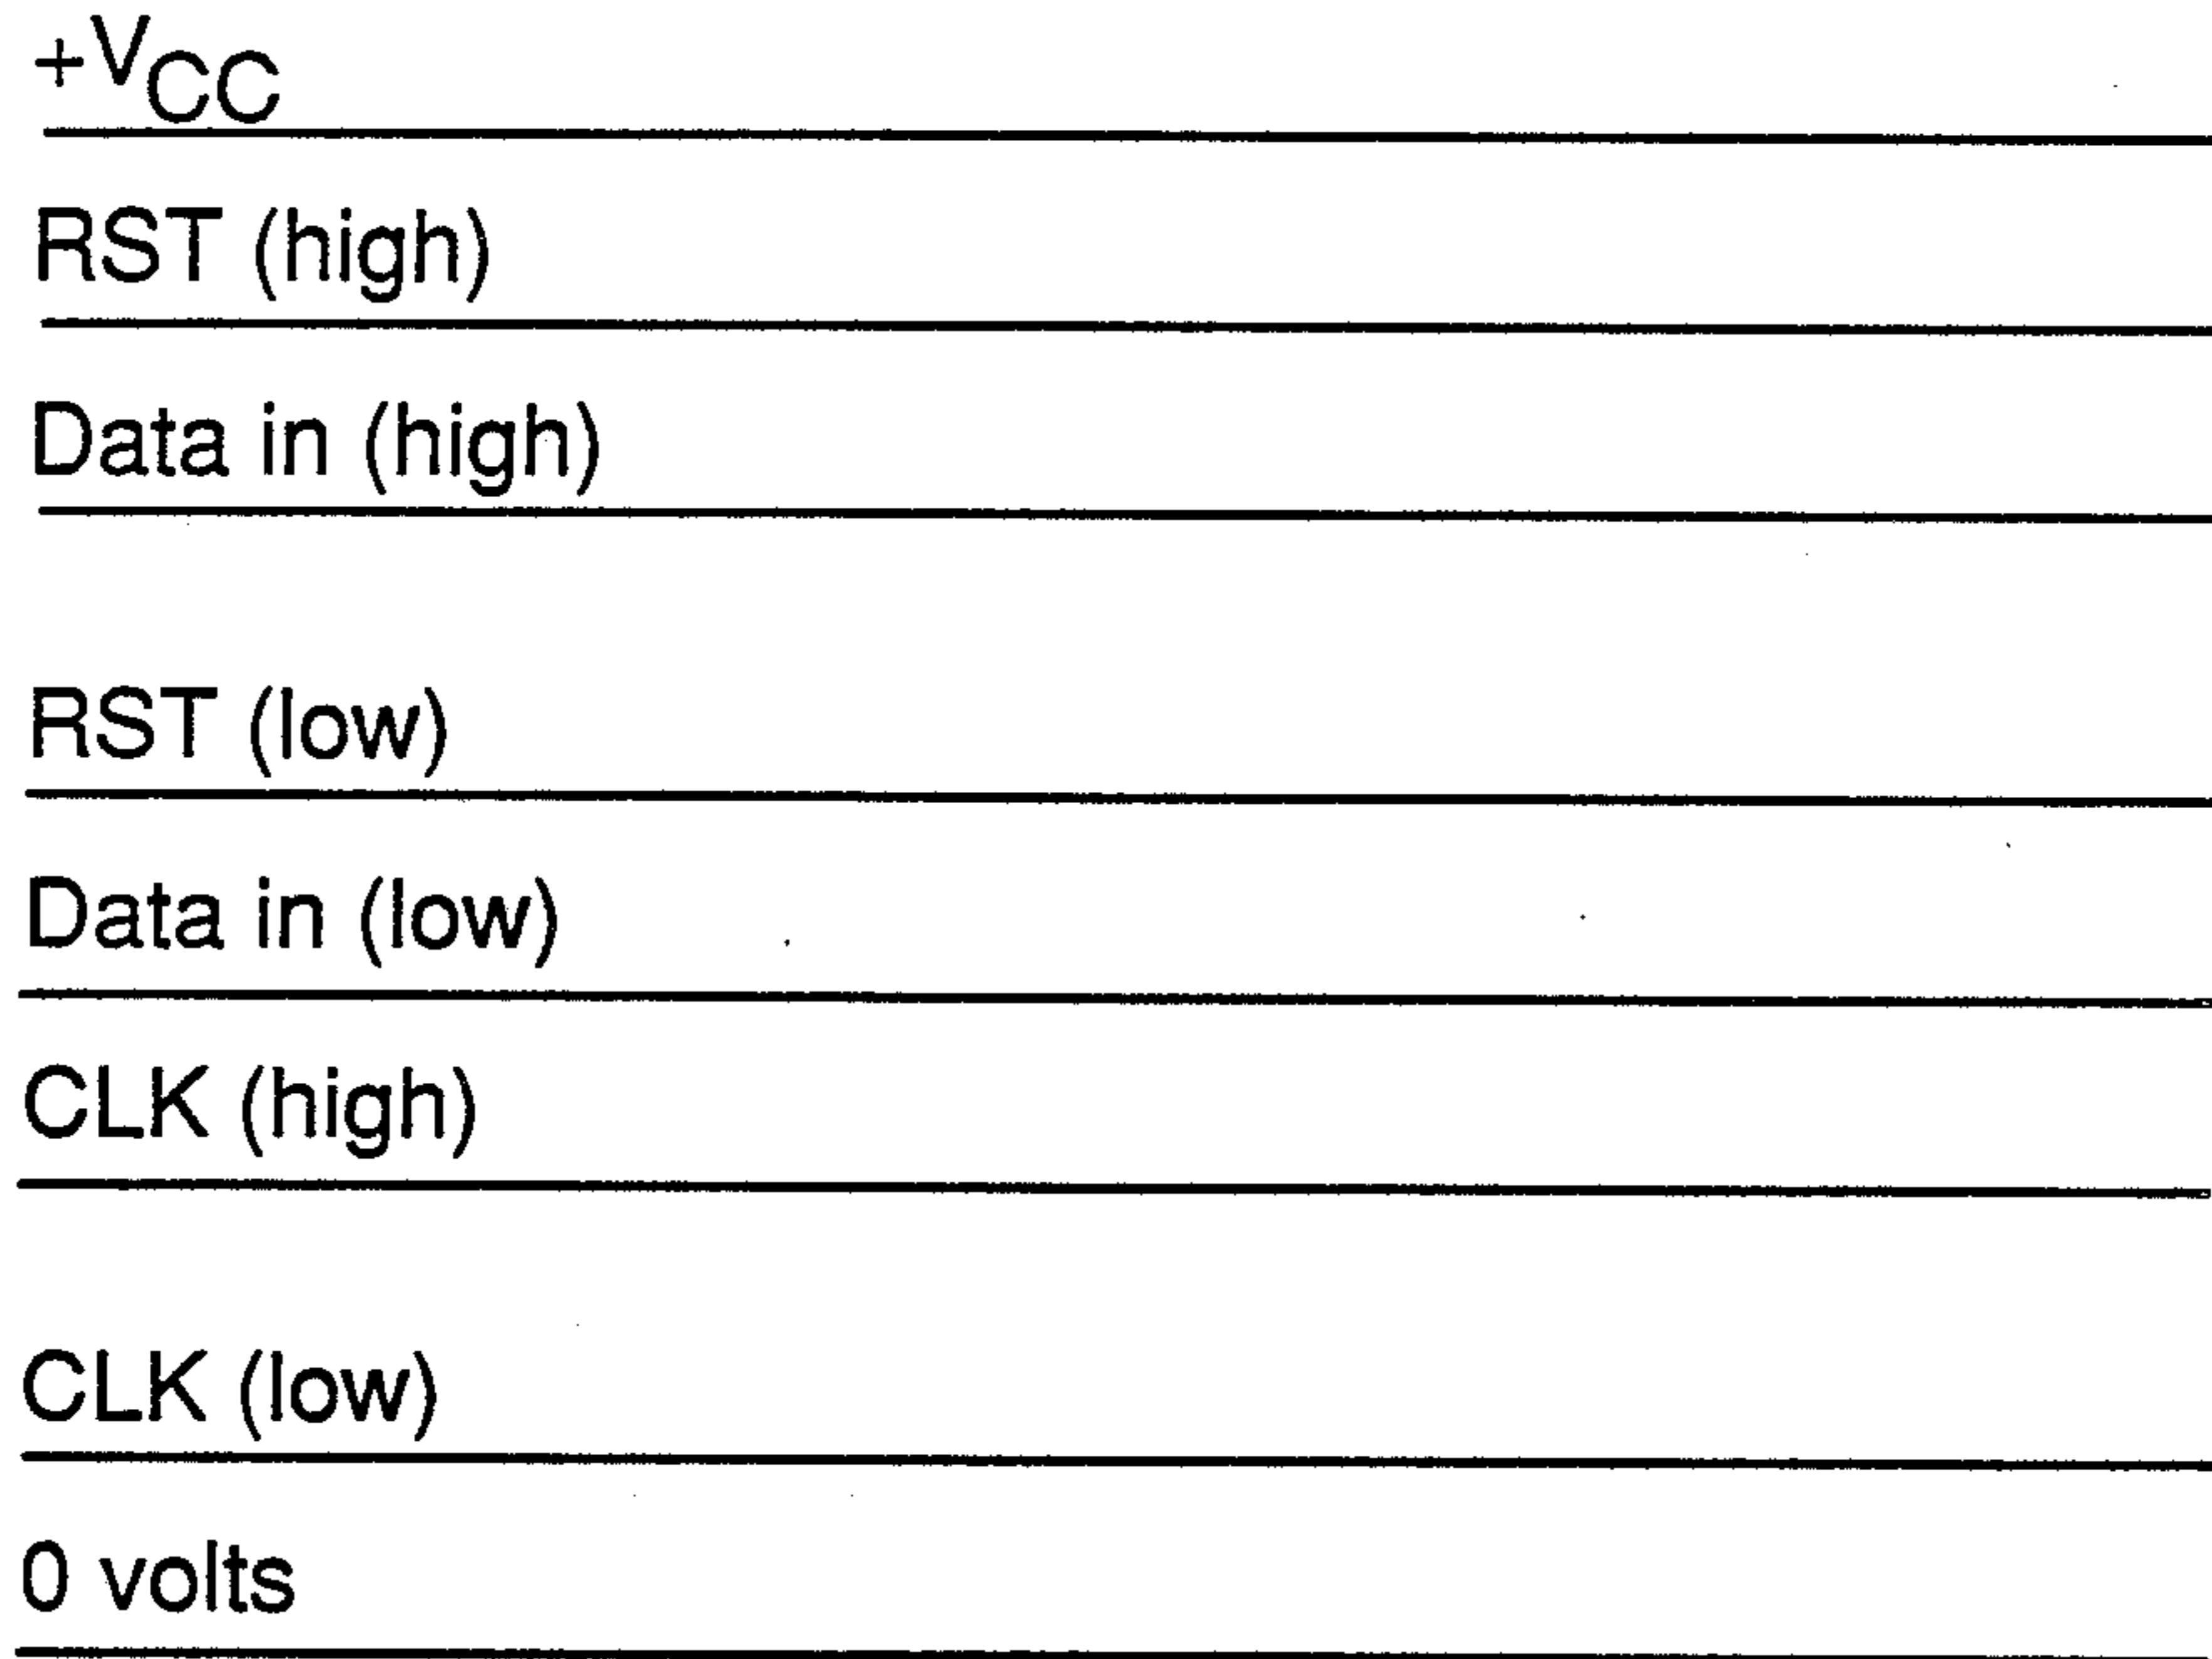 +VCC
RST (high)
Data in (high)
RST (low)
Data in (low)
CLK (high)
CLK (low)
0 volts